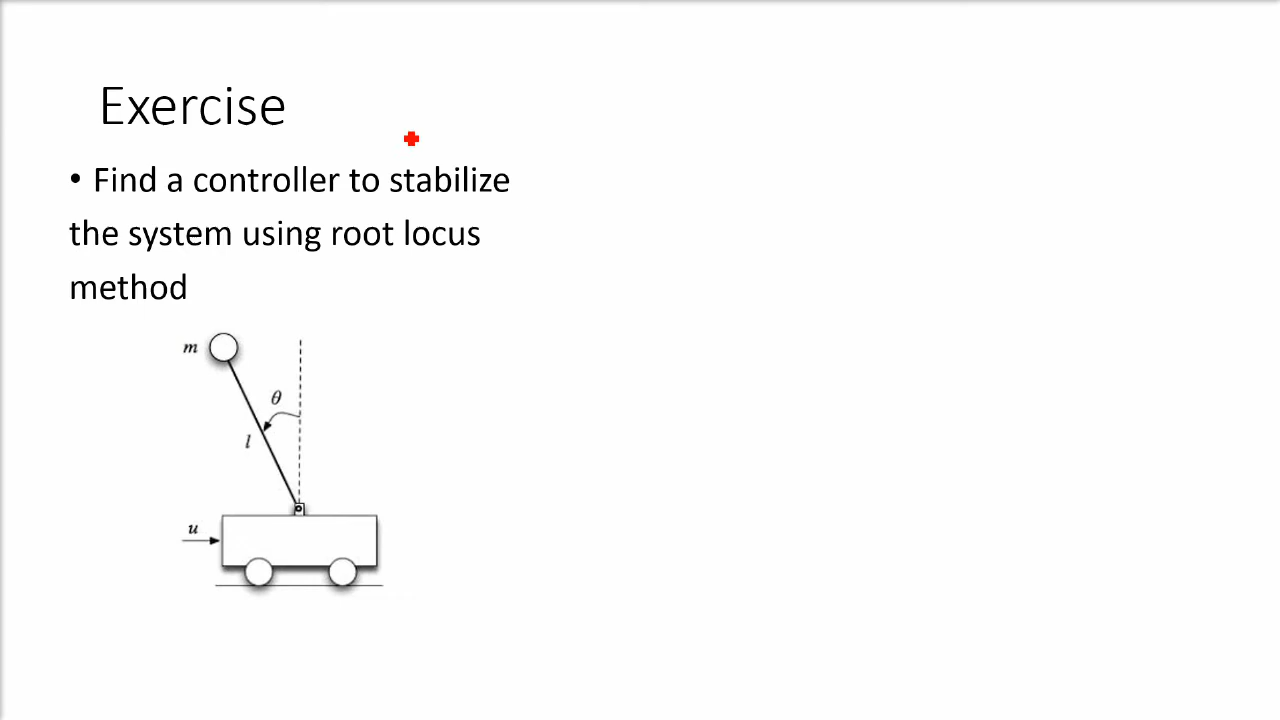 Exercise
• Find a controller to stabilize
the system using root locus
method
m
θ
l
u